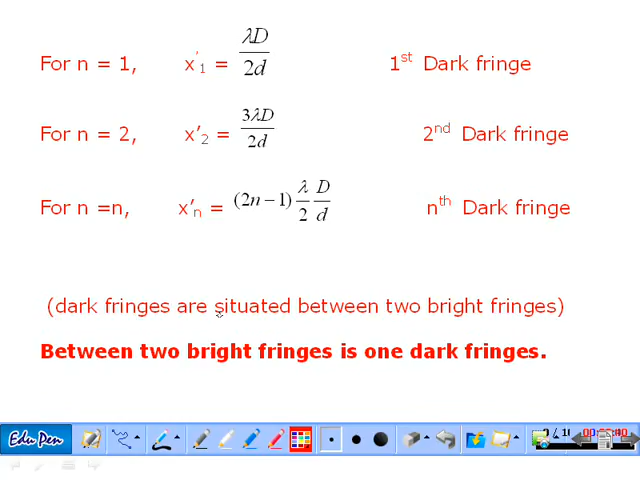 For n = 1, x'1 = λD/2d 1st Dark fringe
For n = 2, x'2 = 3λD/2d 2nd Dark fringe
For n =n, x'n = (2n−1) λ/2 D/d nth Dark fringe
(dark fringes are situated between two bright fringes)
Between two bright fringes is one dark fringes.
Edu Pen